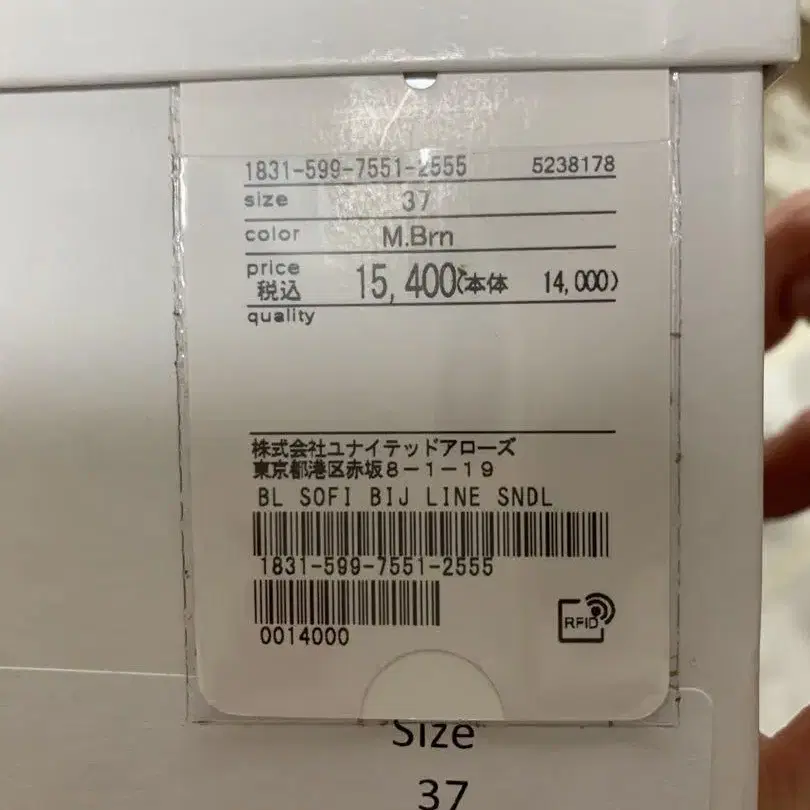 1831-599-7551-2555 5238178
size 37
color M.Brn
price
税込 15,400(本体 14,000)
quality
株式会社ユナイテッドアローズ
東京都港区赤坂8-1-19
BL SOFI BIJ LINE SNDL
1831-599-7551-2555
0014000
RFID
Size
37